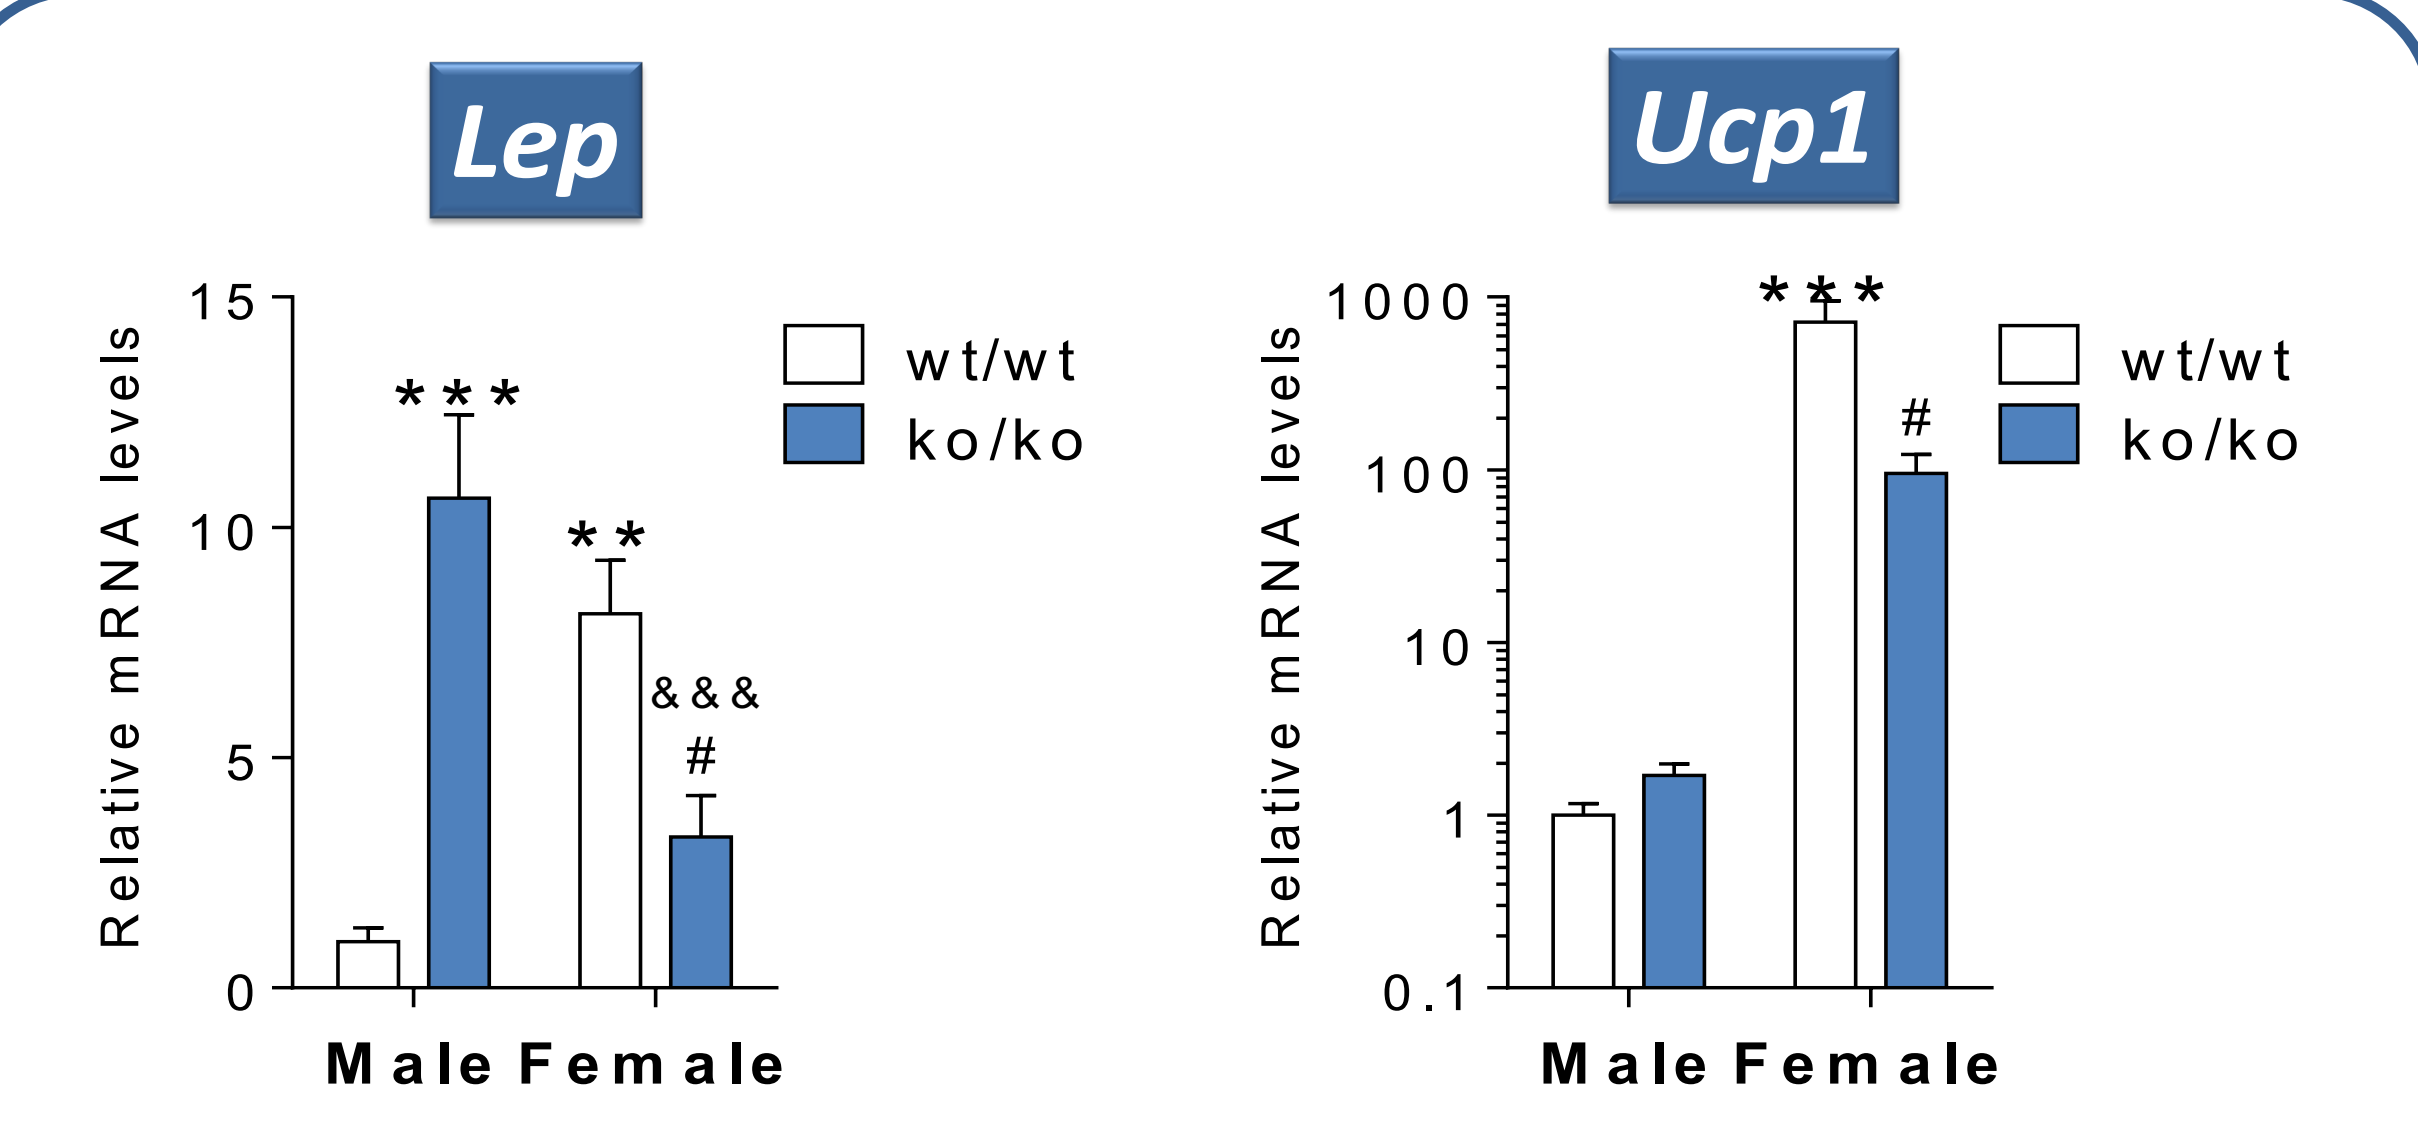 Lep
Relative mRNA levels
15
10
5
0
***
**
&&&
#
wt/wt
ko/ko
Male Female
Ucp1
Relative mRNA levels
1000
100
10
1
0.1
***
#
wt/wt
ko/ko
Male Female